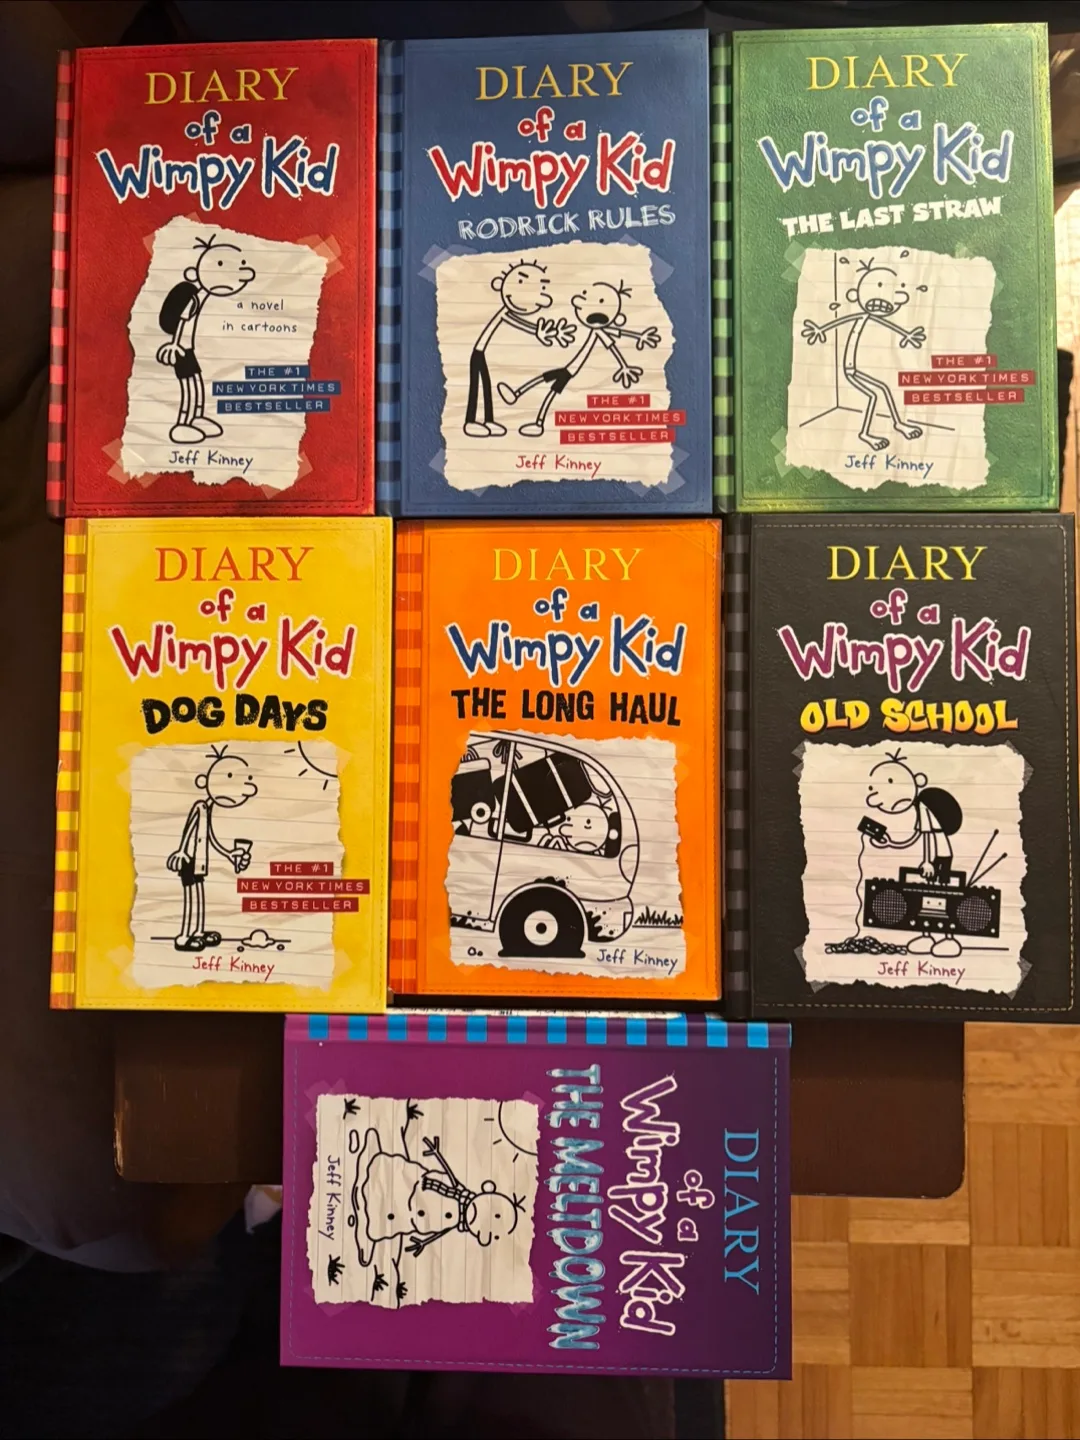 DIARY
of a
Wimpy Kid
a novel
in cartoons
THE #1
NEW YORK TIMES
BESTSELLER
Jeff Kinney
DIARY
of a
Wimpy Kid
RODRICK RULES
THE #1
NEW YORK TIMES
BESTSELLER
Jeff Kinney
DIARY
of a
Wimpy Kid
THE LAST STRAW
THE #1
NEW YORK TIMES
BESTSELLER
Jeff Kinney
DIARY
of a
Wimpy Kid
DOG DAYS
THE #1
NEW YORK TIMES
BESTSELLER
Jeff Kinney
DIARY
of a
Wimpy Kid
THE LONG HAUL
Jeff Kinney
DIARY
of a
Wimpy Kid
OLD SCHOOL
Jeff Kinney
DIARY
of a
Wimpy Kid
THE MELTDOWN
Jeff Kinney